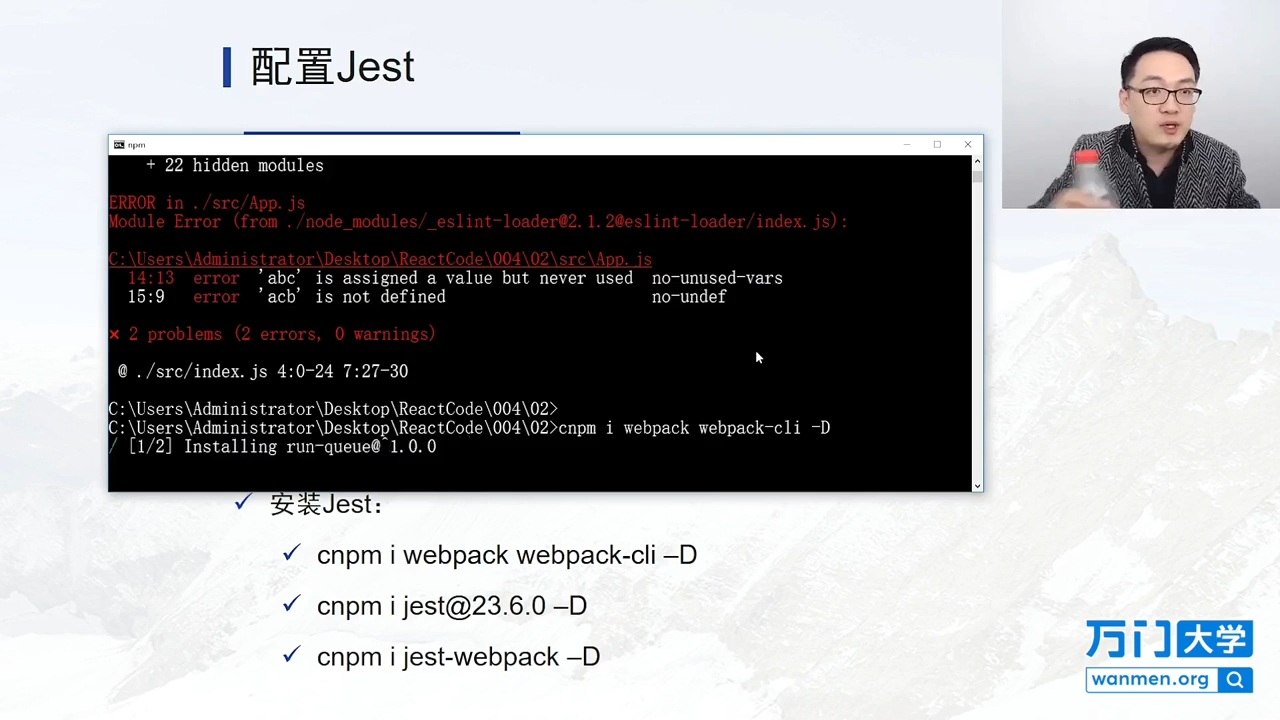 配置Jest
npm
+ 22 hidden modules
ERROR in ./src/App.js
Module Error (from ./node_modules/_eslint-loader@2.1.2@eslint-loader/index.js):
C:\Users\Administrator\Desktop\ReactCode\004\02\src\App.js
14:13 error 'abc' is assigned a value but never used no-unused-vars
15:9 error 'acb' is not defined no-undef
× 2 problems (2 errors, 0 warnings)
@ ./src/index.js 4:0-24 7:27-30
C:\Users\Administrator\Desktop\ReactCode\004\02>
C:\Users\Administrator\Desktop\ReactCode\004\02>cnpm i webpack webpack-cli -D
/ [1/2] Installing run-queue@^1.0.0
✓ 安装Jest：
✓ cnpm i webpack webpack-cli –D
✓ cnpm i jest@23.6.0 –D
✓ cnpm i jest-webpack –D
万门大学
wanmen.org